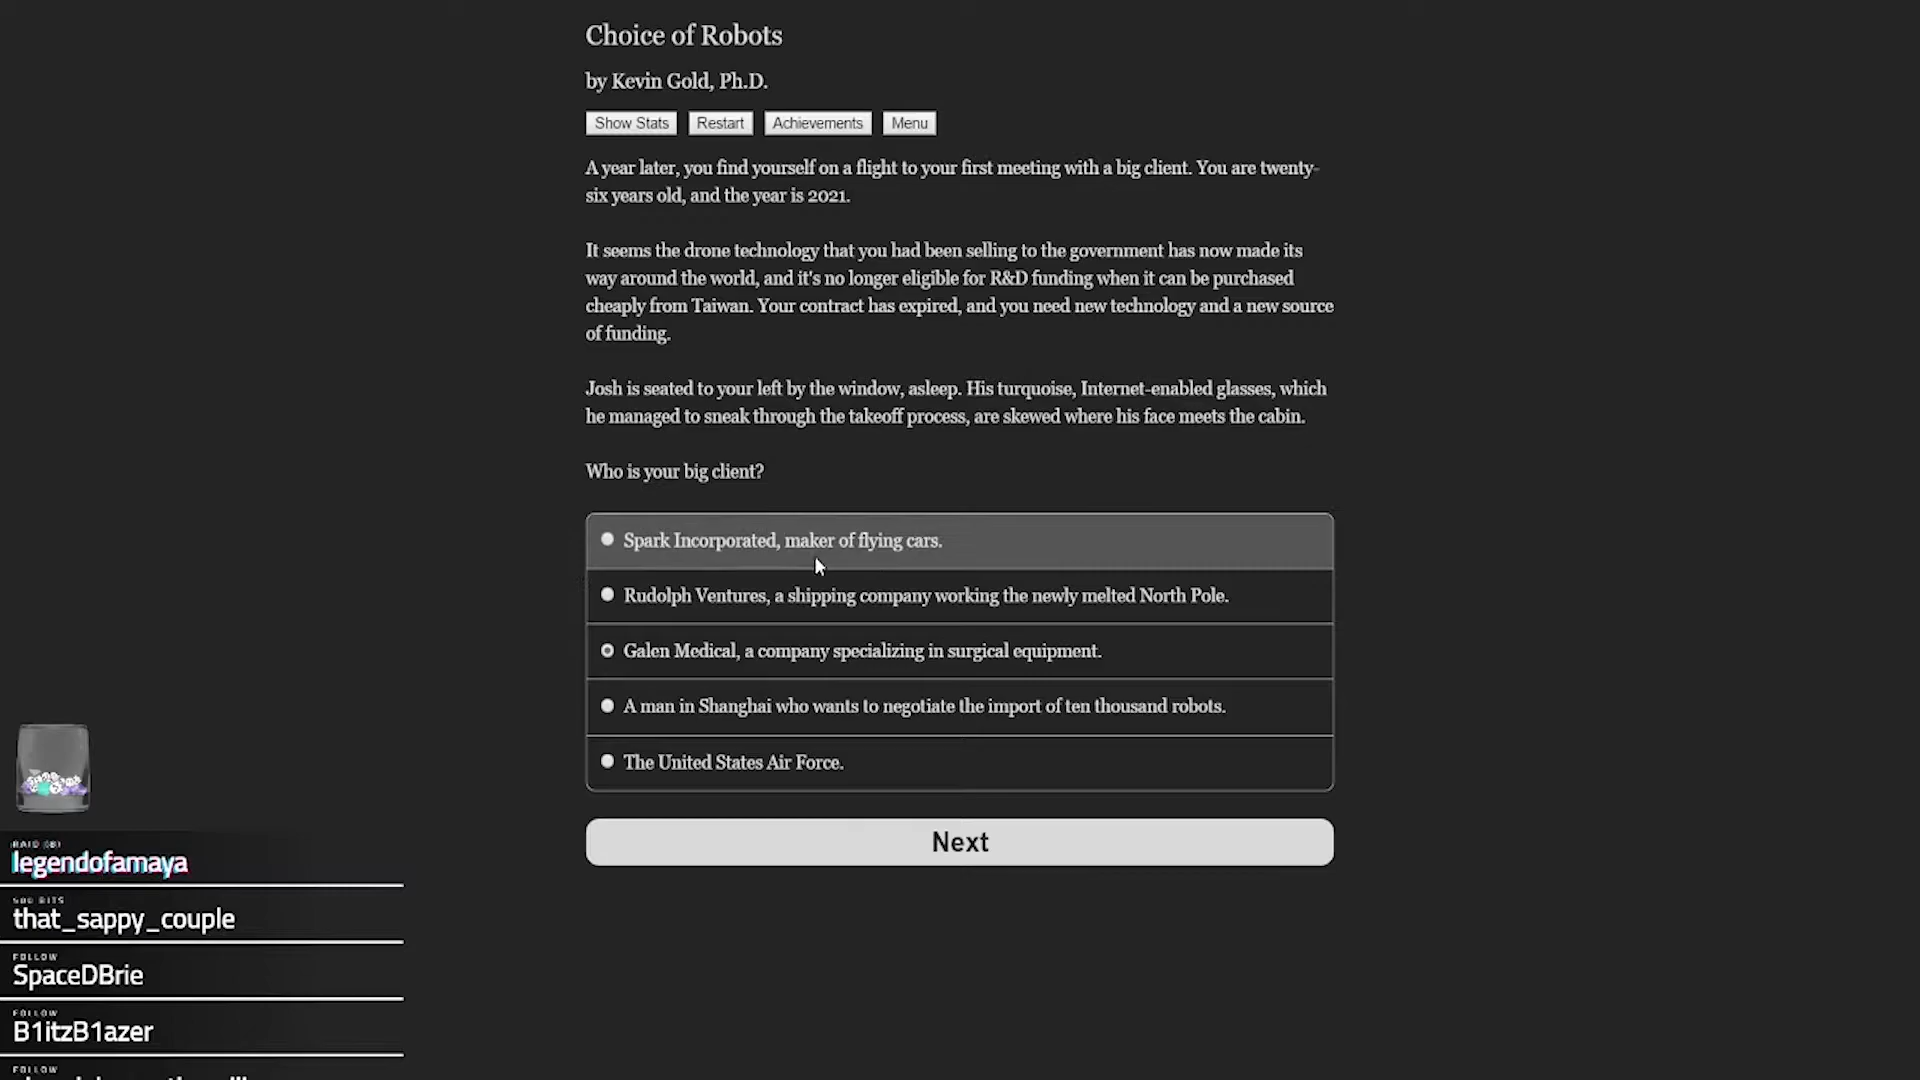 Choice of Robots
by Kevin Gold, Ph.D.
Show Stats Restart Achievements Menu
A year later, you find yourself on a flight to your first meeting with a big client. You are twenty-
six years old, and the year is 2021.
It seems the drone technology that you had been selling to the government has now made its
way around the world, and it's no longer eligible for R&D funding when it can be purchased
cheaply from Taiwan. Your contract has expired, and you need new technology and a new source
of funding.
Josh is seated to your left by the window, asleep. His turquoise, Internet-enabled glasses, which
he managed to sneak through the takeoff process, are skewed where his face meets the cabin.
Who is your big client?
Spark Incorporated, maker of flying cars.
Rudolph Ventures, a shipping company working the newly melted North Pole.
Galen Medical, a company specializing in surgical equipment.
A man in Shanghai who wants to negotiate the import of ten thousand robots.
The United States Air Force.
Next
RAID
legendofamaya
500 BITS
that_sappy_couple
FOLLOW
SpaceDBrie
FOLLOW
B1itzB1azer
FOLLOW